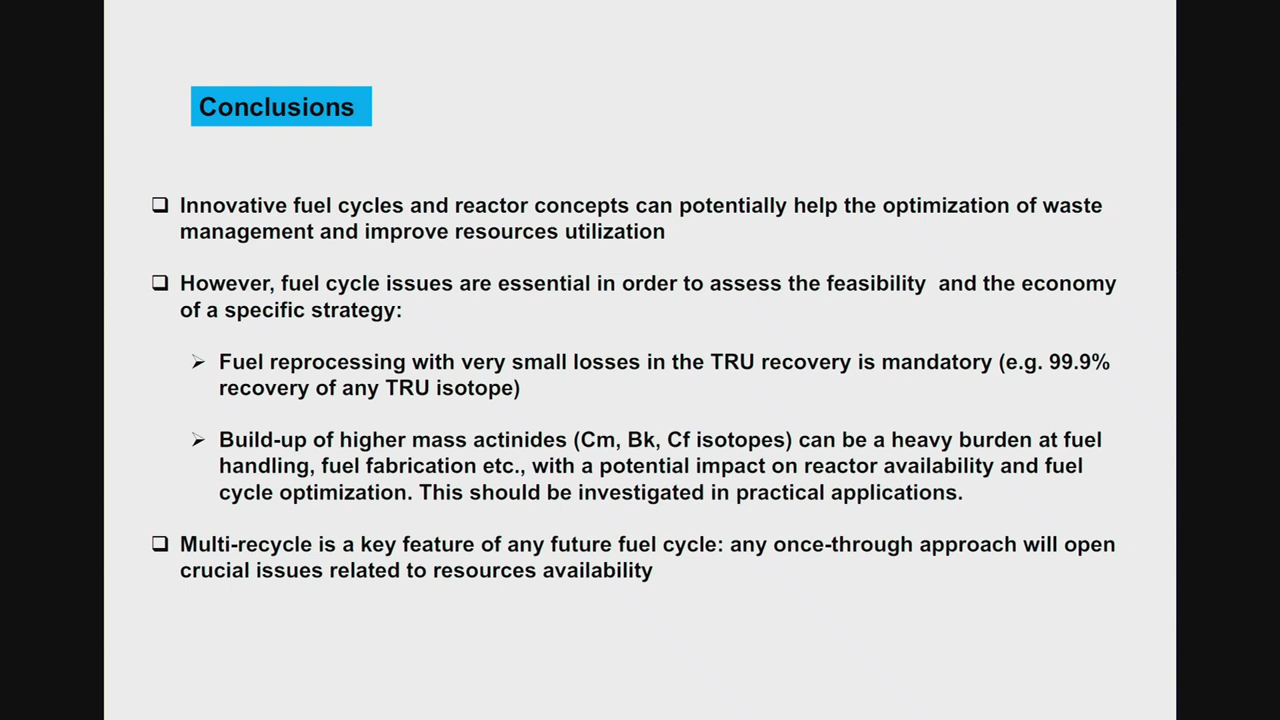 Conclusions
Innovative fuel cycles and reactor concepts can potentially help the optimization of waste
management and improve resources utilization
However, fuel cycle issues are essential in order to assess the feasibility  and the economy
of a specific strategy:
Fuel reprocessing with very small losses in the TRU recovery is mandatory (e.g. 99.9%
recovery of any TRU isotope)
Build-up of higher mass actinides (Cm, Bk, Cf isotopes) can be a heavy burden at fuel
handling, fuel fabrication etc., with a potential impact on reactor availability and fuel
cycle optimization. This should be investigated in practical applications.
Multi-recycle is a key feature of any future fuel cycle: any once-through approach will open
crucial issues related to resources availability